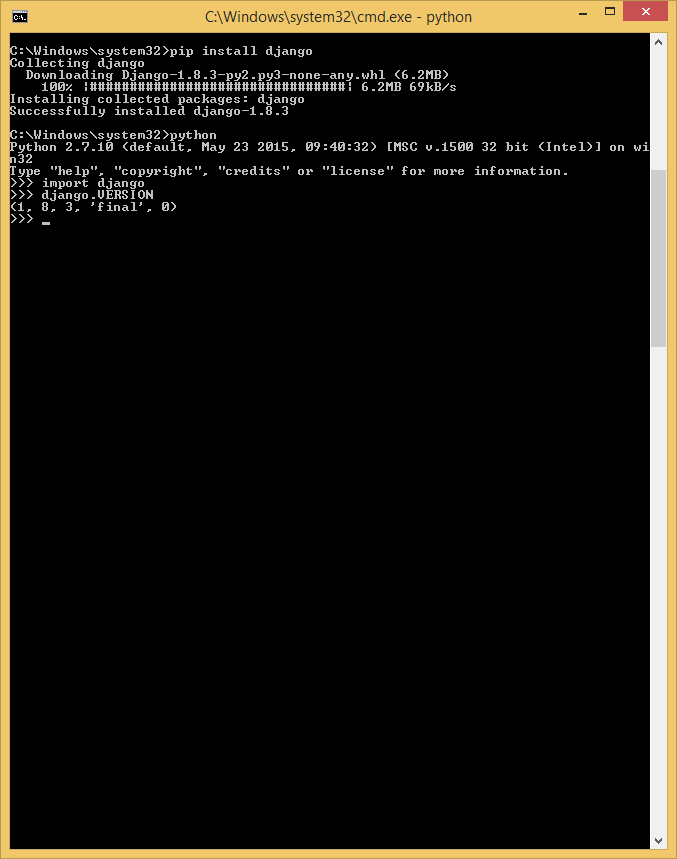 C:\Windows\system32\cmd.exe - python
C:\Windows\system32>pip install django
Collecting django
  Downloading Django-1.8.3-py2.py3-none-any.whl (6.2MB)
    100% |################################| 6.2MB 69kB/s
Installing collected packages: django
Successfully installed django-1.8.3
C:\Windows\system32>python
Python 2.7.10 (default, May 23 2015, 09:40:32) [MSC v.1500 32 bit (Intel)] on wi
n32
Type "help", "copyright", "credits" or "license" for more information.
>>> import django
>>> django.VERSION
(1, 8, 3, 'final', 0)
>>> _